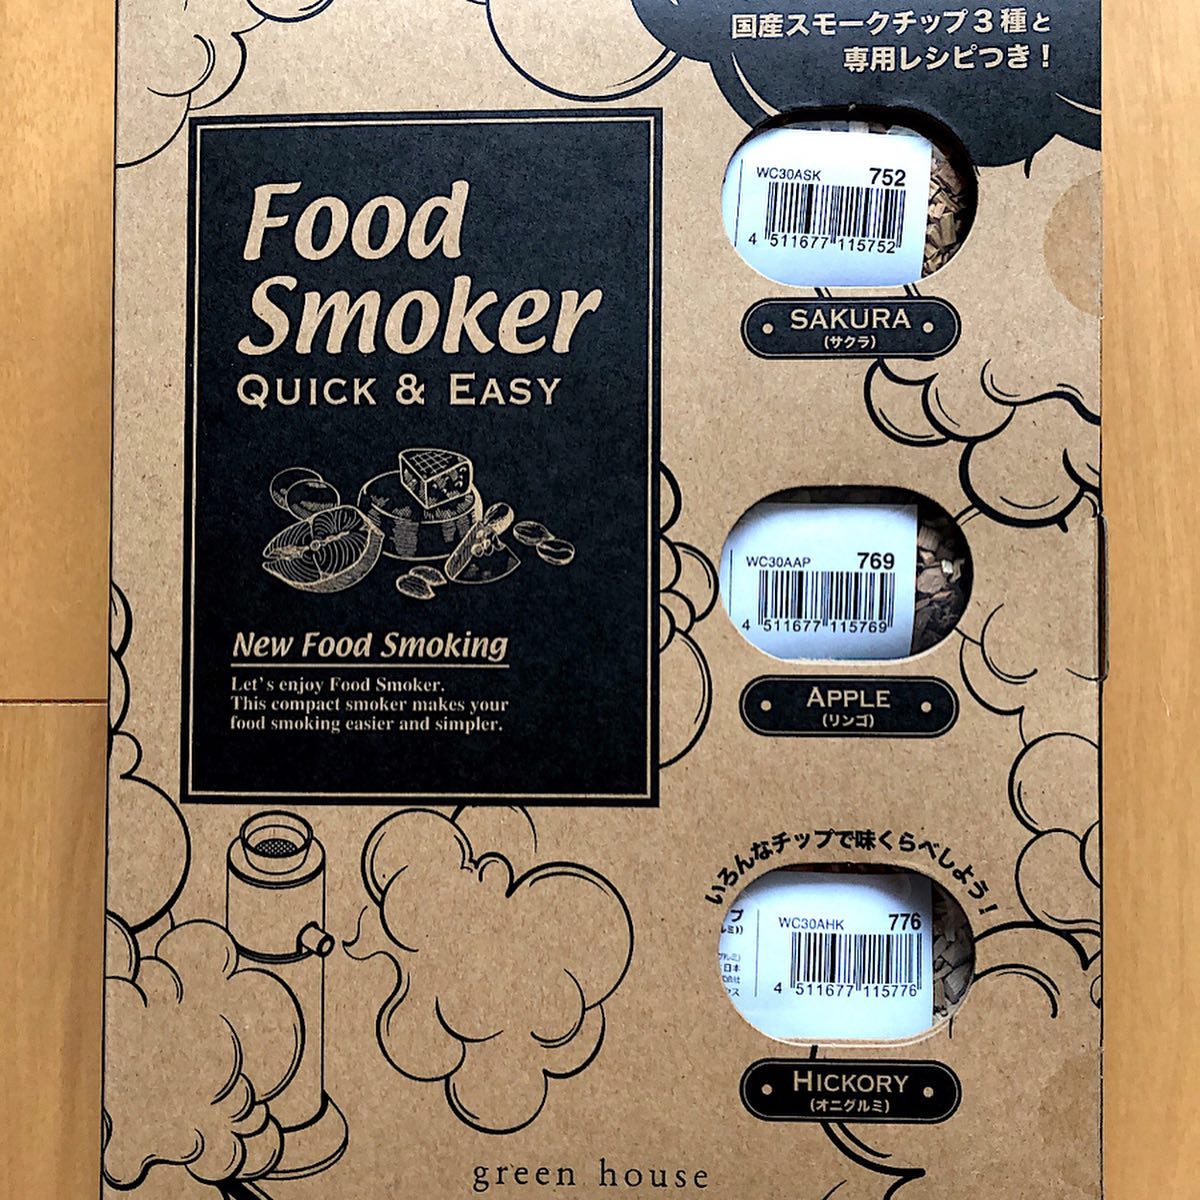 国産スモークチップ3種と
専用レシピつき！
Food
Smoker
QUICK & EASY
New Food Smoking
Let's enjoy Food Smoker.
This compact smoker makes your
food smoking easier and simpler.
WC30ASK 752
4 511677 115752
SAKURA
(サクラ)
WC30AAP 769
4 511677 115769
APPLE
(リンゴ)
いろんなチップで味くらべしよう！
WC30AHK 776
日本
4 511677 115776
HICKORY
(オニグルミ)
green house